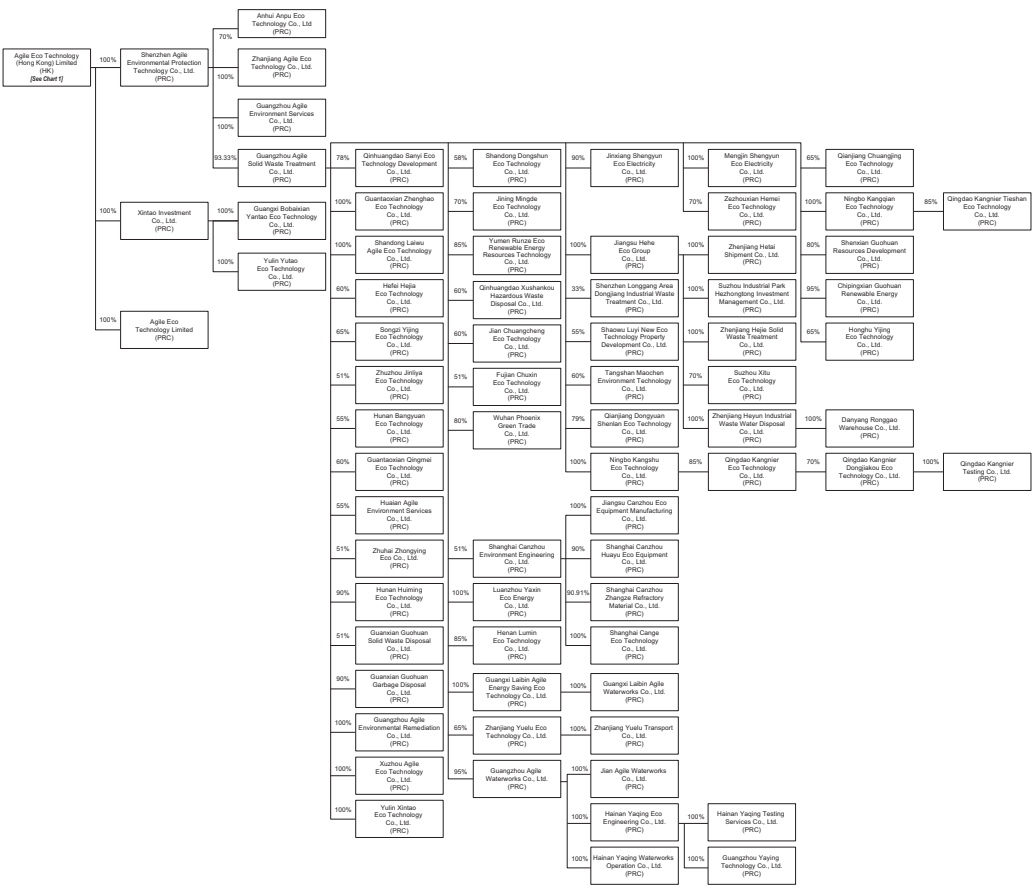 Agile Eco Technology
(Hong Kong) Limited
(HK)
[See Chart 1]
100%
Shenzhen Agile
Environmental Protection
Technology Co., Ltd.
(PRC)
70%
Anhui Anpu Eco
Technology Co., Ltd
(PRC)
100%
Zhanjiang Agile Eco
Technology Co., Ltd.
(PRC)
100%
Guangzhou Agile
Environment Services
Co., Ltd.
(PRC)
93.33%
Guangzhou Agile
Solid Waste Treatment
Co., Ltd.
(PRC)
100%
Xintao Investment
Co., Ltd.
(PRC)
100%
Guangxi Bobaixian
Yantao Eco Technology
Co., Ltd.
(PRC)
100%
Yulin Yutao
Eco Technology
Co., Ltd.
(PRC)
100%
Agile Eco
Technology Limited
(PRC)
78%
Qinhuangdao Sanyi Eco
Technology Development
Co., Ltd.
(PRC)
100%
Guantaoxian Zhenghao
Eco Technology
Co., Ltd.
(PRC)
100%
Shandong Laiwu
Agile Eco Technology
Co., Ltd.
(PRC)
60%
Hefei Hejia
Eco Technology
Co., Ltd.
(PRC)
65%
Songzi Yijing
Eco Technology
Co., Ltd.
(PRC)
51%
Zhuzhou Jinliya
Eco Technology
Co., Ltd.
(PRC)
55%
Hunan Bangyuan
Eco Technology
Co., Ltd.
(PRC)
60%
Guantaoxian Qingmei
Eco Technology
Co., Ltd.
(PRC)
55%
Huaian Agile
Environment Services
Co., Ltd.
(PRC)
51%
Zhuhai Zhongying
Eco Co., Ltd.
(PRC)
90%
Hunan Huiming
Eco Technology
Co., Ltd.
(PRC)
51%
Guanxian Guohuan
Solid Waste Disposal
Co., Ltd.
(PRC)
90%
Guanxian Guohuan
Garbage Disposal
Co., Ltd.
(PRC)
100%
Guangzhou Agile
Environmental Remediation
Co., Ltd.
(PRC)
100%
Xuzhou Agile
Eco Technology
Co., Ltd.
(PRC)
100%
Yulin Xintao
Eco Technology
Co., Ltd.
(PRC)
58%
Shandong Dongshun
Eco Technology
Co., Ltd.
(PRC)
70%
Jining Mingde
Eco Technology
Co., Ltd.
(PRC)
85%
Yumen Runze Eco
Renewable Energy
Resources Technology
Co., Ltd.
(PRC)
60%
Qinhuangdao Xushankou
Hazardous Waste
Disposal Co., Ltd.
(PRC)
60%
Jian Chuangcheng
Eco Technology
Co., Ltd.
(PRC)
51%
Fujian Chuxin
Eco Technology
Co., Ltd.
(PRC)
80%
Wuhan Phoenix
Green Trade
Co., Ltd.
(PRC)
51%
Shanghai Canzhou
Environment Engineering
Co., Ltd.
(PRC)
100%
Luanzhou Yaxin
Eco Energy
Co., Ltd.
(PRC)
85%
Henan Lumin
Eco Technology
Co., Ltd.
(PRC)
100%
Guangxi Laibin Agile
Energy Saving Eco
Technology Co., Ltd.
(PRC)
65%
Zhanjiang Yuelu Eco
Technology Co., Ltd.
(PRC)
95%
Guangzhou Agile
Waterworks Co., Ltd.
(PRC)
90%
Jinxiang Shengyun
Eco Electricity
Co., Ltd.
(PRC)
100%
Jiangsu Hehe
Eco Group
Co., Ltd.
(PRC)
33%
Shenzhen Longgang Area
Dongjiang Industrial Waste
Treatment Co., Ltd.
(PRC)
55%
Shaowu Luyi New Eco
Technology Property
Development Co., Ltd.
(PRC)
60%
Tangshan Maochen
Environment Technology
Co., Ltd.
(PRC)
79%
Qianjiang Dongyuan
Shenlan Eco Technology
Co., Ltd.
(PRC)
100%
Ningbo Kangshu
Eco Technology
Co., Ltd.
(PRC)
100%
Jiangsu Canzhou Eco
Equipment Manufacturing
Co., Ltd.
(PRC)
90%
Shanghai Canzhou
Huayu Eco Equipment
Co., Ltd.
(PRC)
90.91%
Shanghai Canzhou
Zhangze Refractory
Material Co., Ltd.
(PRC)
100%
Shanghai Cange
Eco Technology
Co., Ltd.
(PRC)
100%
Guangxi Laibin Agile
Waterworks Co., Ltd.
(PRC)
100%
Zhanjiang Yuelu Transport
Co., Ltd.
(PRC)
100%
Jian Agile Waterworks
Co., Ltd.
(PRC)
100%
Hainan Yaqing Eco
Engineering Co., Ltd.
(PRC)
100%
Hainan Yaqing Waterworks
Operation Co., Ltd.
(PRC)
100%
Mengjin Shengyun
Eco Electricity
Co., Ltd.
(PRC)
70%
Zezhouxian Hemei
Eco Technology
Co., Ltd.
(PRC)
100%
Zhenjiang Hetai
Shipment Co., Ltd.
(PRC)
100%
Suzhou Industrial Park
Hezhongtong Investment
Management Co., Ltd.
(PRC)
100%
Zhenjiang Hejie Solid
Waste Treatment
Co., Ltd.
(PRC)
70%
Suzhou Xitu
Eco Technology
Co., Ltd.
(PRC)
100%
Zhenjiang Heyun Industrial
Waste Water Disposal
Co., Ltd.
(PRC)
85%
Qingdao Kangnier
Eco Technology
Co., Ltd.
(PRC)
100%
Hainan Yaqing Testing
Services Co., Ltd.
(PRC)
100%
Guangzhou Yaying
Technology Co., Ltd.
(PRC)
65%
Qianjiang Chuangjing
Eco Technology
Co., Ltd.
(PRC)
100%
Ningbo Kangqian
Eco Technology
Co., Ltd.
(PRC)
80%
Shenxian Guohuan
Resources Development
Co., Ltd.
(PRC)
95%
Chipingxian Guohuan
Renewable Energy
Co., Ltd.
(PRC)
65%
Honghu Yijing
Eco Technology
Co., Ltd.
(PRC)
100%
Danyang Ronggao
Warehouse Co., Ltd.
(PRC)
70%
Qingdao Kangnier
Dongjiakou Eco
Technology Co., Ltd.
(PRC)
85%
Qingdao Kangnier Tieshan
Eco Technology
Co., Ltd.
(PRC)
100%
Qingdao Kangnier
Testing Co., Ltd.
(PRC)